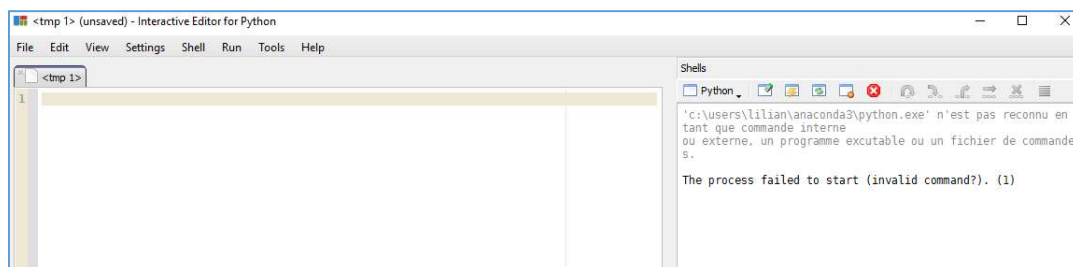 <tmp 1> (unsaved) - Interactive Editor for Python
File Edit View Settings Shell Run Tools Help
<tmp 1>
1
Shells
Python
'c:\users\lilian\anaconda3\python.exe' n'est pas reconnu en
tant que commande interne
ou externe, un programme excutable ou un fichier de commande
s.
The process failed to start (invalid command?). (1)